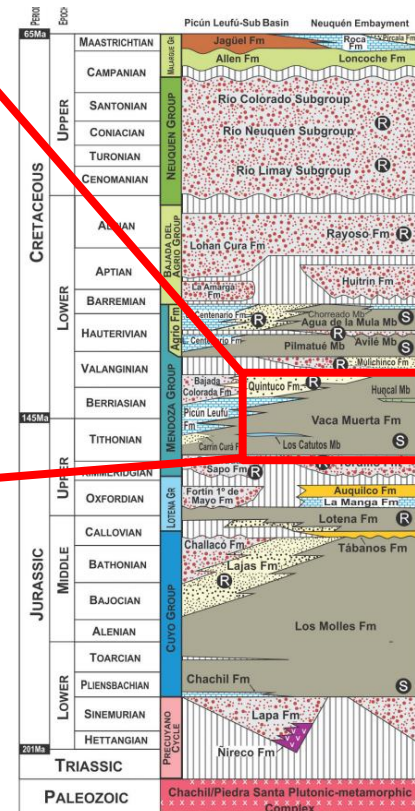 PERIOD
EPOCH
Picún Leufú-Sub Basin
Neuquén Embayment
65Ma
CRETACEOUS
145Ma
JURASSIC
201Ma
TRIASSIC
PALEOZOIC
UPPER
LOWER
UPPER
MIDDLE
LOWER
MAASTRICHTIAN
CAMPANIAN
SANTONIAN
CONIACIAN
TURONIAN
CENOMANIAN
APTIAN
BARREMIAN
HAUTERIVIAN
VALANGINIAN
BERRIASIAN
TITHONIAN
OXFORDIAN
CALLOVIAN
BATHONIAN
BAJOCIAN
ALENIAN
TOARCIAN
PLIENSBACHIAN
SINEMURIAN
HETTANGIAN
MALARGUE GR
NEUQUEN GROUP
BAJADA DEL
AGRIO GROUP
Agrio Fm
MENDOZA GROUP
LOTENA GR
CUYO GROUP
PRECUYANO
CYCLE
Jagüel Fm
Roca
Fm
Pircala Fm
Allen Fm
Loncoche Fm
Rio Colorado Subgroup
R
Rio Neuquén Subgroup
Rio Limay Subgroup
R
Rayoso Fm
R
Lohan Cura Fm
La Amarga
Fm
Huitrín Fm
Centenario Fm
R
Chorreado Mb
Agua de la Mula Mb
S
R
Centenario Fm
Pilmatué Mb
Avilé Mb
S
R
Mulichinco Fm
Bajada
Colorada Fm
Quintuco Fm.
R
Huncal Mb
Picún Leufú
Fm
Vaca Muerta Fm
Carrin Curá Fm
Los Catutos Mb
S
Sapo Fm
R
R
Fortín 1º de
Mayo Fm
Auquilco Fm
La Manga Fm
Lotena Fm
R
Challacó Fm
Tábanos Fm
Lajas Fm
R
Los Molles Fm
Chachil Fm
S
Lapa Fm
Ñireco Fm
Chachil/Piedra Santa Plutonic-metamorphic
Complex